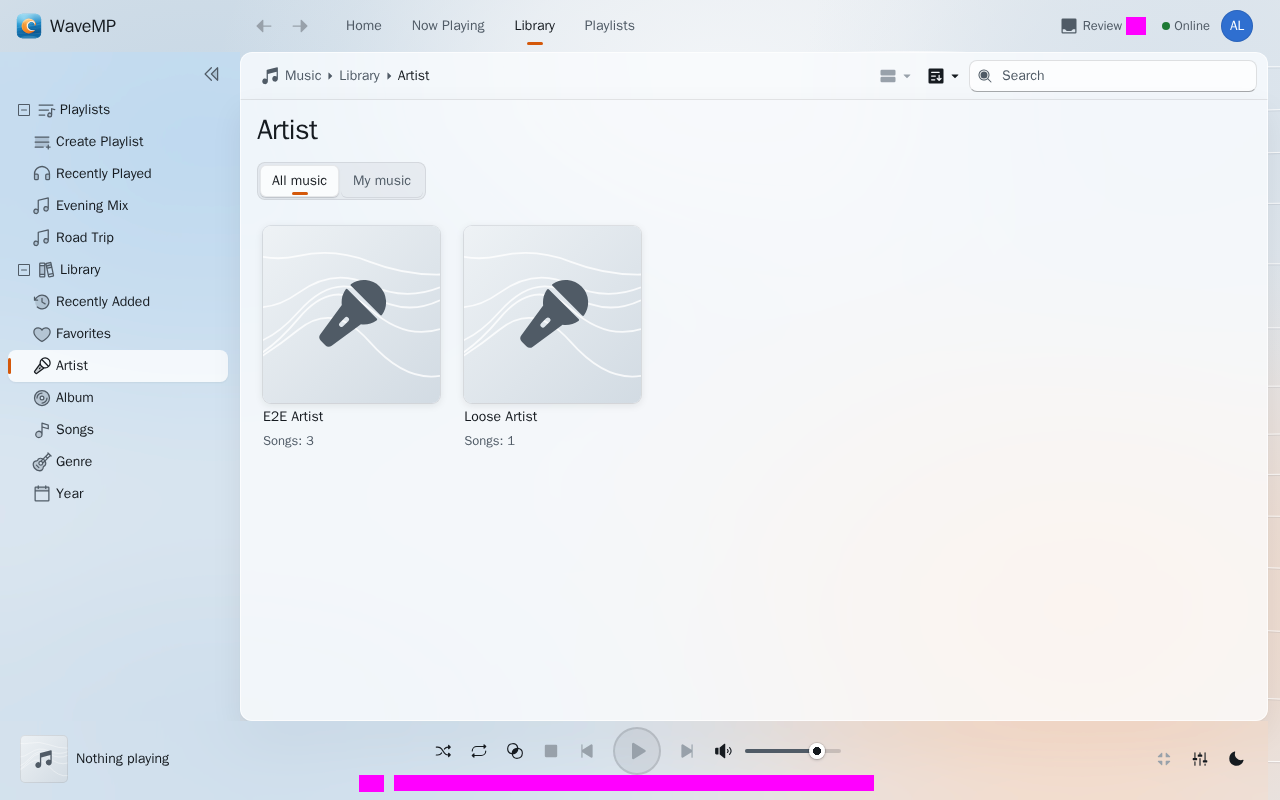 WaveMP
Home
Now Playing
Library
Playlists
Review
Online
AL
Music
Library
Artist
Search
Playlists
Create Playlist
Recently Played
Evening Mix
Road Trip
Library
Recently Added
Favorites
Artist
Album
Songs
Genre
Year
Artist
All music
My music
E2E Artist
Songs: 3
Loose Artist
Songs: 1
Nothing playing